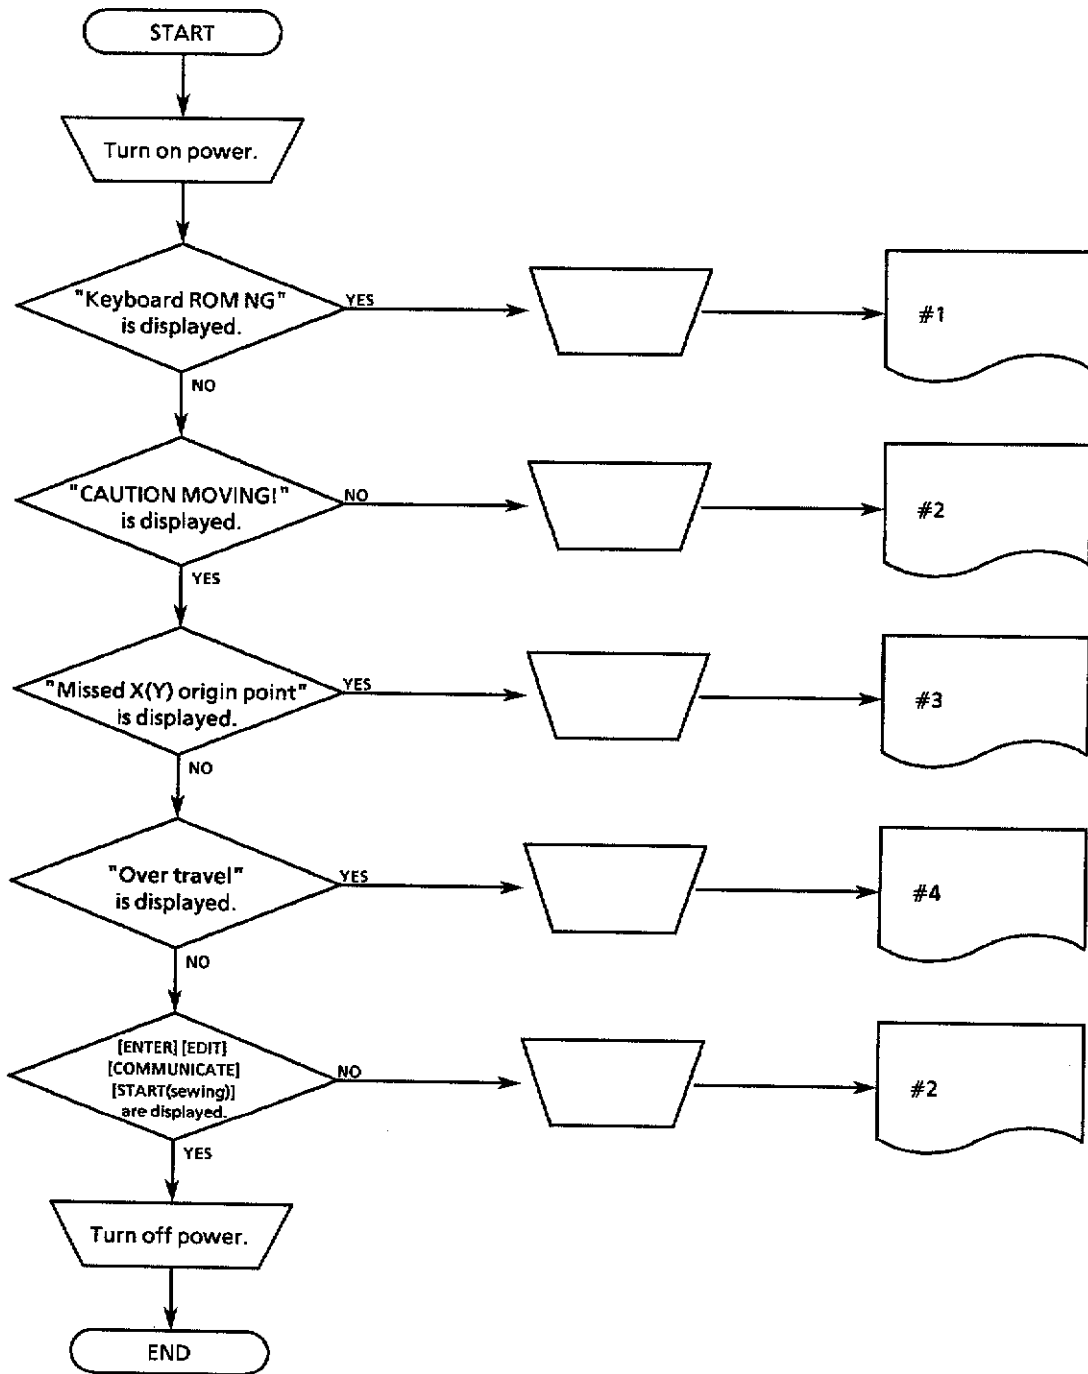 START
Turn on power.
"Keyboard ROM NG"
is displayed.
YES
#1
NO
"CAUTION MOVING!"
is displayed.
NO
#2
YES
"Missed X(Y) origin point"
is displayed.
YES
#3
NO
"Over travel"
is displayed.
YES
#4
NO
[ENTER] [EDIT]
[COMMUNICATE]
[START(sewing)]
are displayed.
NO
#2
YES
Turn off power.
END